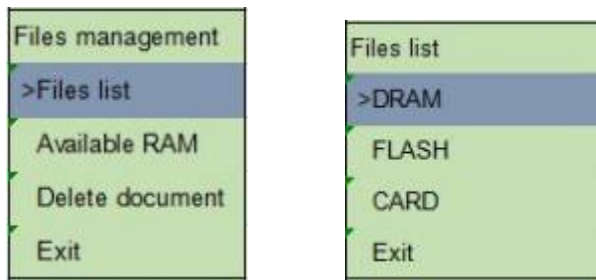 Files management
>Files list
Available RAM
Delete document
Exit
Files list
>DRAM
FLASH
CARD
Exit